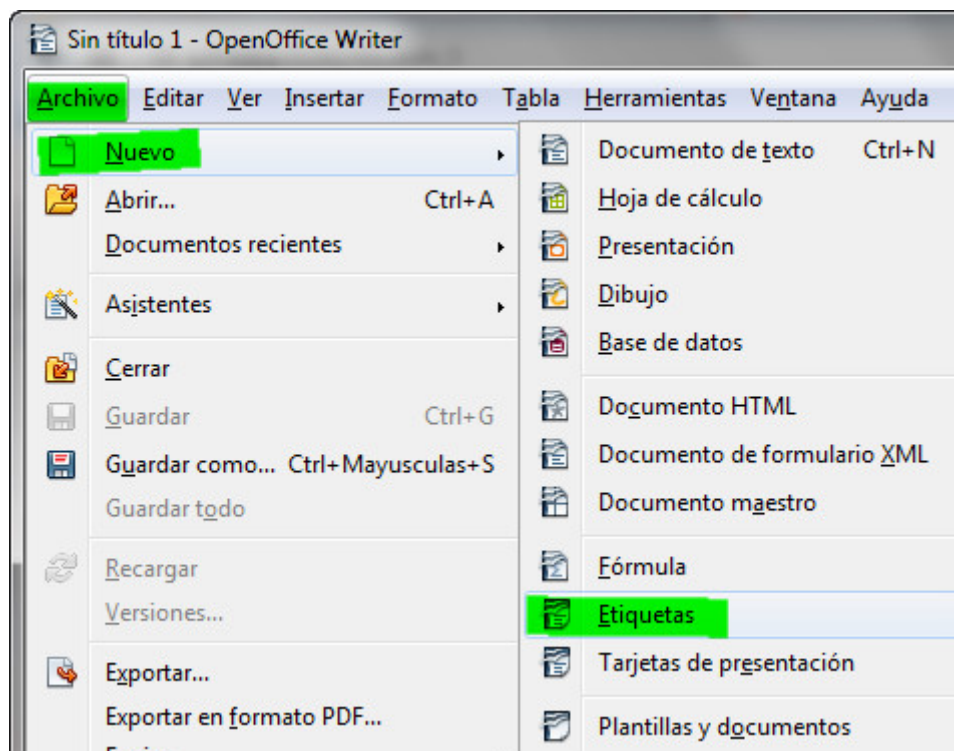 Sin título 1 - OpenOffice Writer
Archivo Editar Ver Insertar Formato Tabla Herramientas Ventana Ayuda
Nuevo
Abrir... Ctrl+A
Documentos recientes
Asistentes
Cerrar
Guardar Ctrl+G
Guardar como... Ctrl+Mayusculas+S
Guardar todo
Recargar
Versiones...
Exportar...
Exportar en formato PDF...
Documento de texto Ctrl+N
Hoja de cálculo
Presentación
Dibujo
Base de datos
Documento HTML
Documento de formulario XML
Documento maestro
Fórmula
Etiquetas
Tarjetas de presentación
Plantillas y documentos